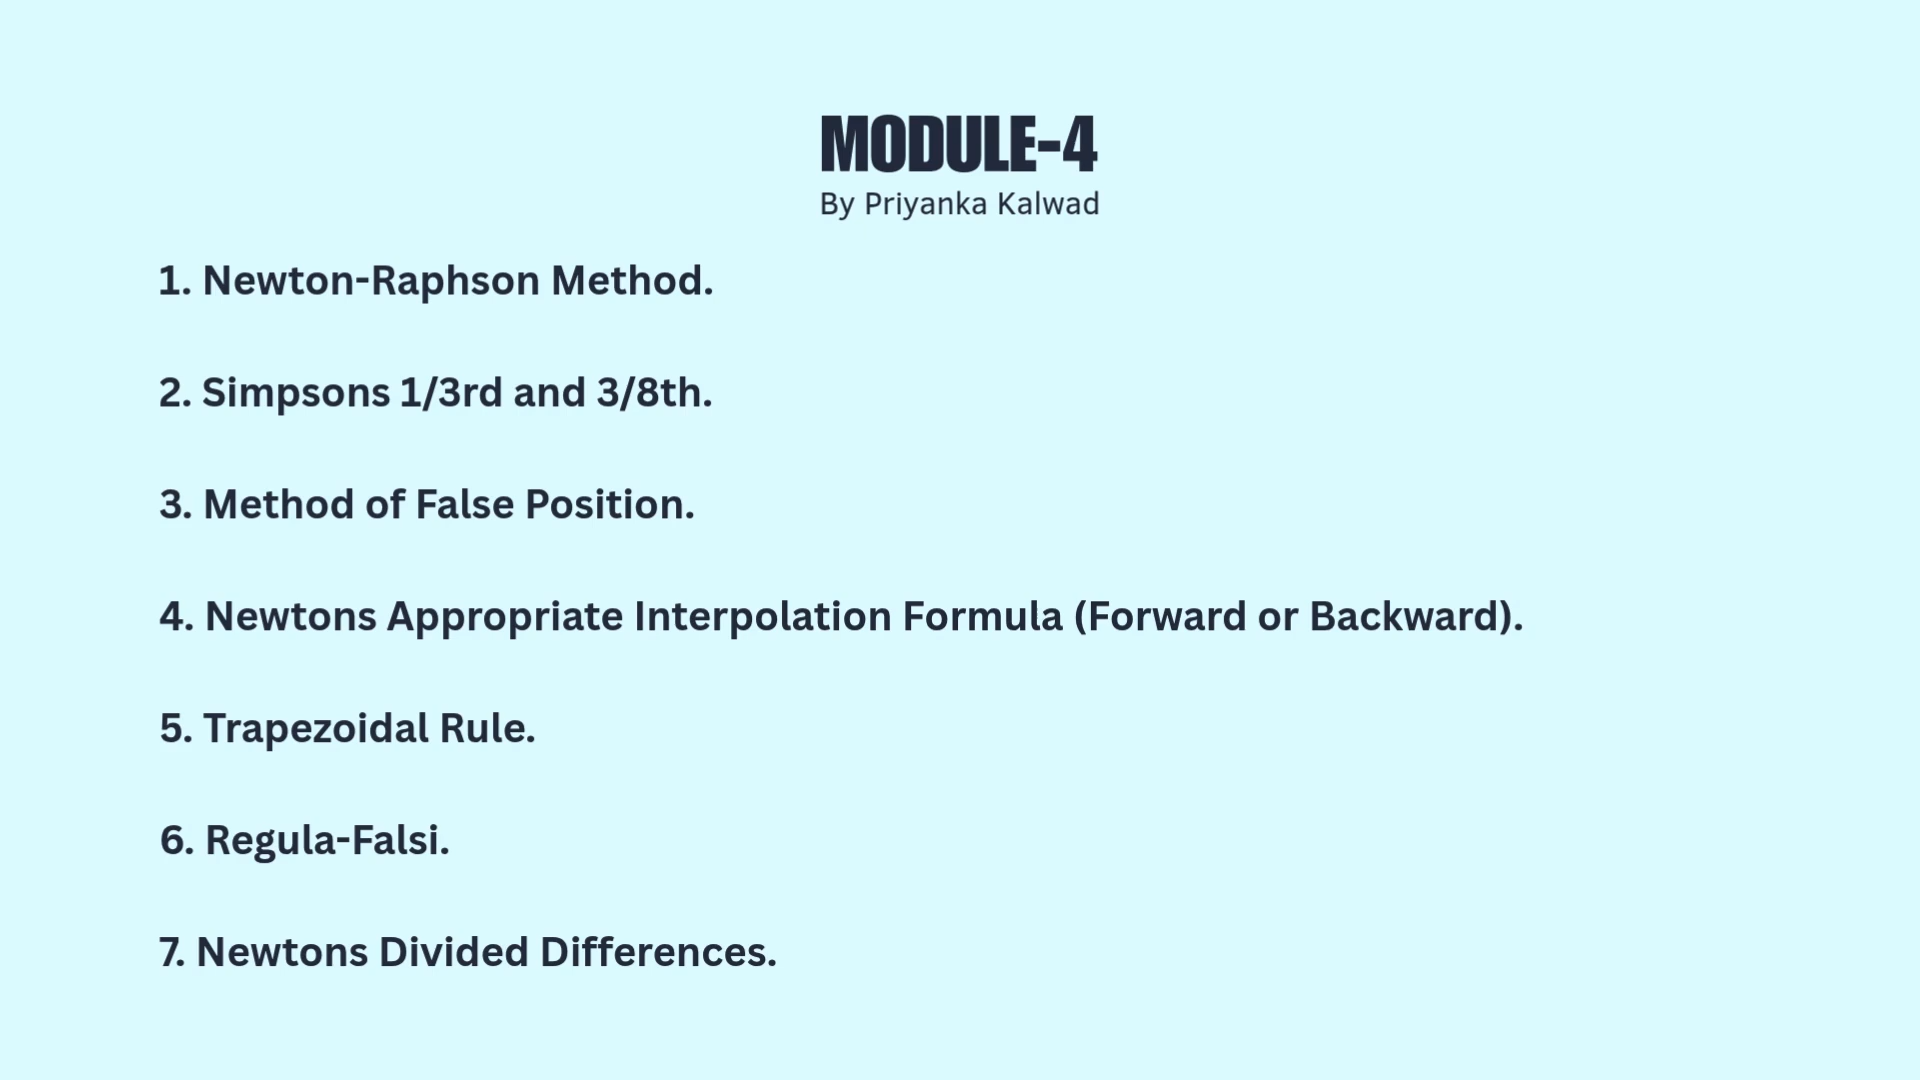 MODULE-4
By Priyanka Kalwad
1. Newton-Raphson Method.
2. Simpsons 1/3rd and 3/8th.
3. Method of False Position.
4. Newtons Appropriate Interpolation Formula (Forward or Backward).
5. Trapezoidal Rule.
6. Regula-Falsi.
7. Newtons Divided Differences.